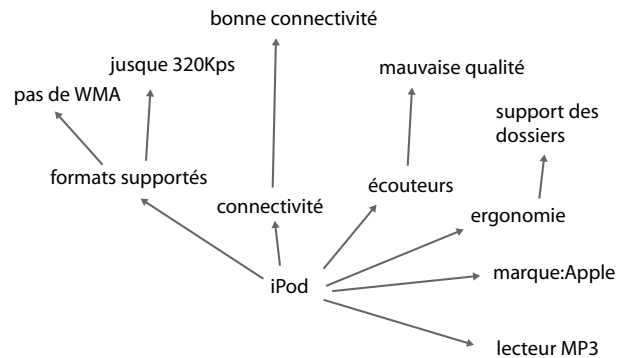 bonne connectivité
jusque 320Kps
mauvaise qualité
pas de WMA
support des
dossiers
formats supportés
écouteurs
connectivité
ergonomie
iPod
marque:Apple
lecteur MP3